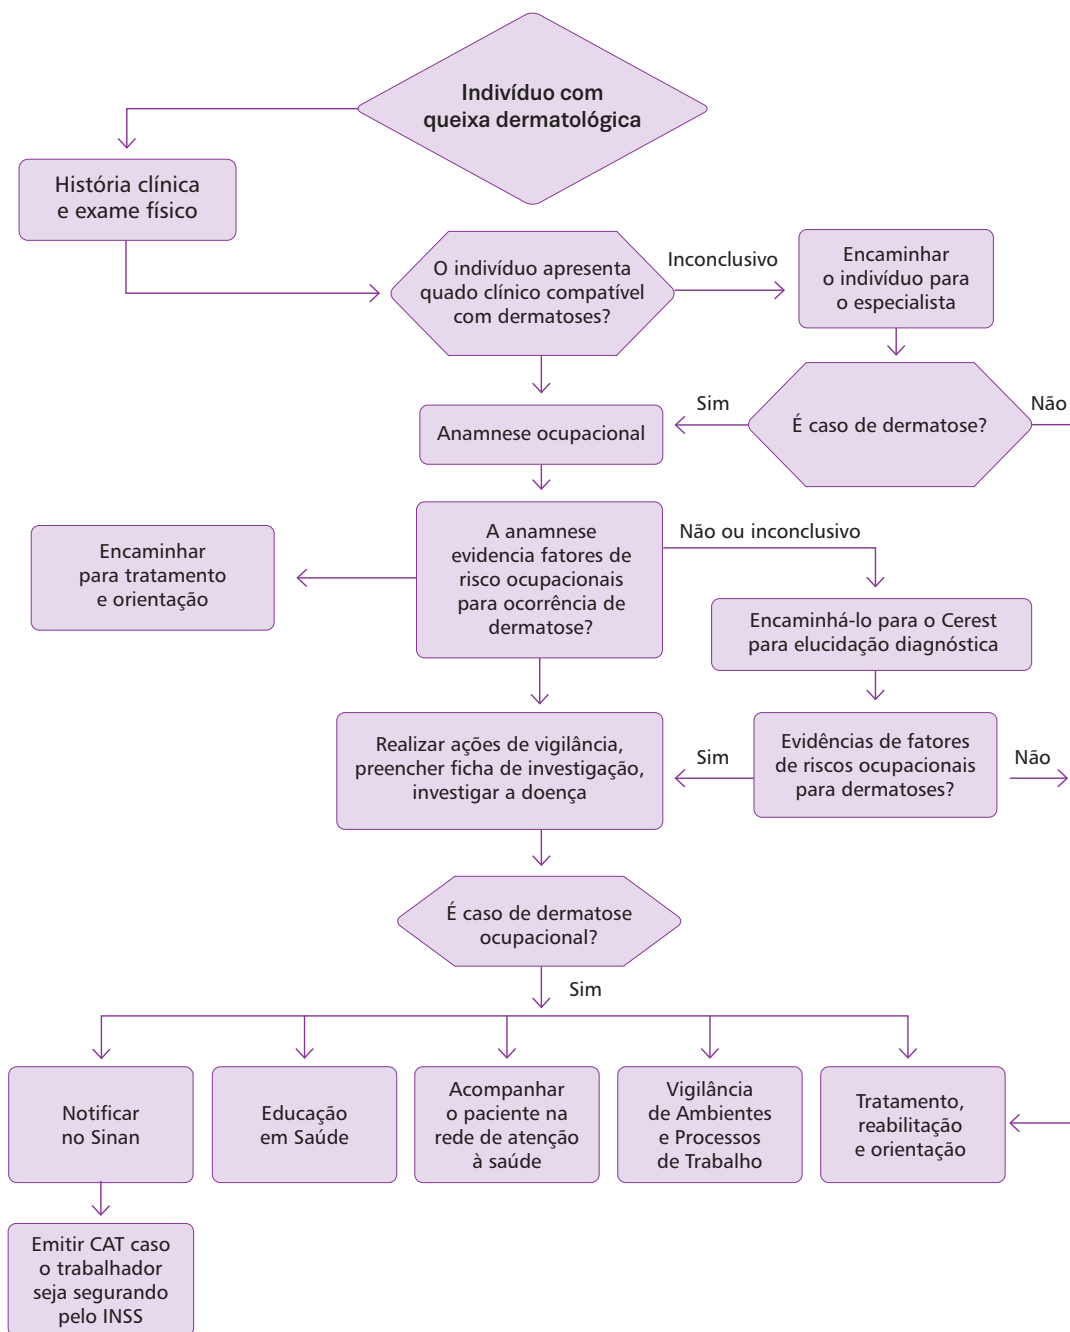 Indivíduo com
queixa dermatológica
História clínica
e exame físico
O indivíduo apresenta
quado clínico compatível
com dermatoses?
Inconclusivo
Encaminhar
o indivíduo para
o especialista
Sim
É caso de dermatose?
Não
Anamnese ocupacional
A anamnese
evidencia fatores de
risco ocupacionais
para ocorrência de
dermatose?
Não ou inconclusivo
Encaminhar
para tratamento
e orientação
Encaminhá-lo para o Cerest
para elucidação diagnóstica
Realizar ações de vigilância,
preencher ficha de investigação,
investigar a doença
Sim
Evidências de fatores
de riscos ocupacionais
para dermatoses?
Não
É caso de dermatose
ocupacional?
Sim
Notificar
no Sinan
Educação
em Saúde
Acompanhar
o paciente na
rede de atenção
à saúde
Vigilância
de Ambientes
e Processos
de Trabalho
Tratamento,
reabilitação
e orientação
Emitir CAT caso
o trabalhador
seja segurando
pelo INSS